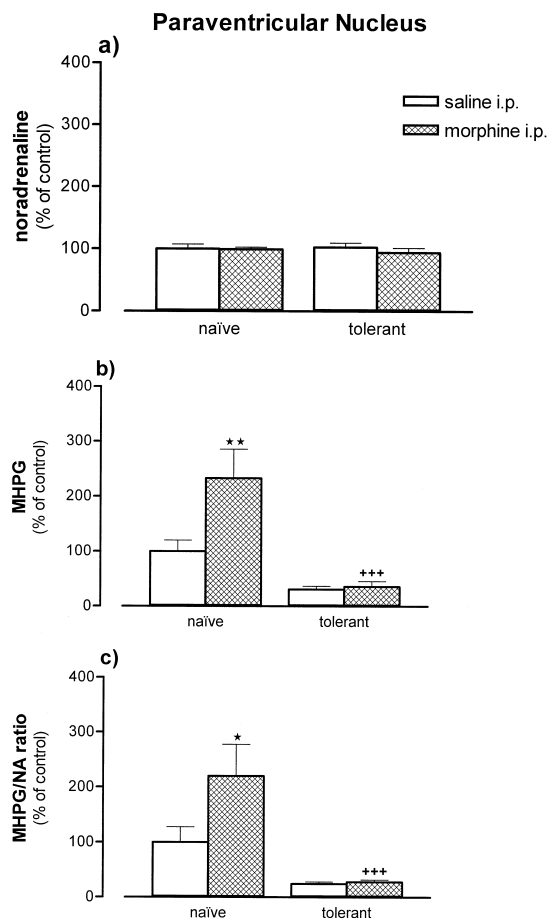 Paraventricular Nucleus
a)
noradrenaline
(% of control)
400
300
200
100
0
saline i.p.
morphine i.p.
naïve
tolerant
b)
MHPG
(% of control)
400
300
200
100
0
★★
+++
naïve
tolerant
c)
MHPG/NA ratio
(% of control)
400
300
200
100
0
★
+++
naïve
tolerant